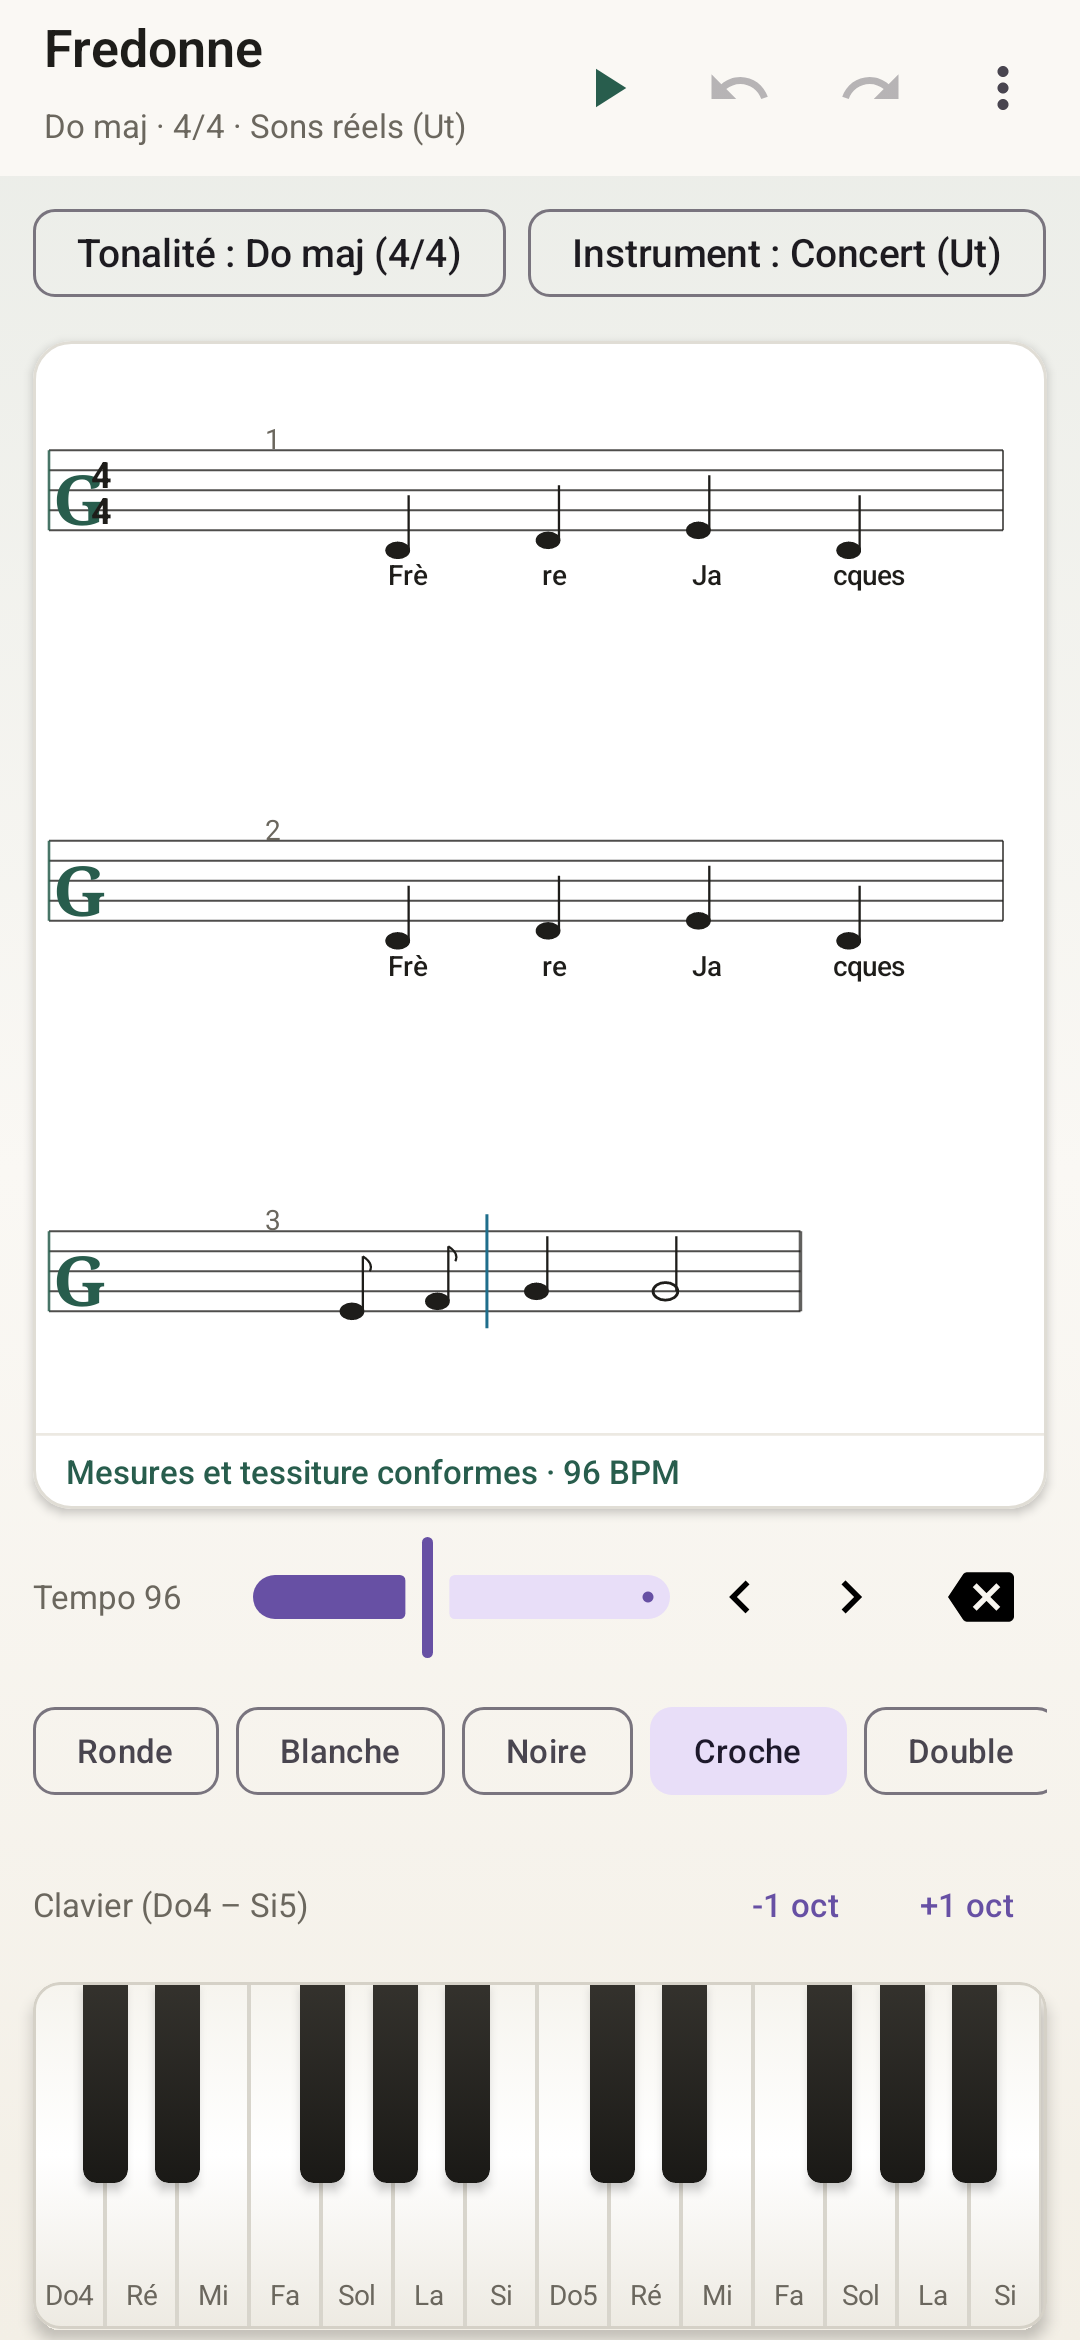 Fredonne
Do maj · 4/4 · Sons réels (Ut)
Tonalité : Do maj (4/4) Instrument : Concert (Ut)
1
G 4 4
Frè re Ja cques
2
G
Frè re Ja cques
3
G
Mesures et tessiture conformes · 96 BPM
Tempo 96
Ronde Blanche Noire Croche Double
Clavier (Do4 – Si5) -1 oct +1 oct
Do4 Ré Mi Fa Sol La Si Do5 Ré Mi Fa Sol La Si